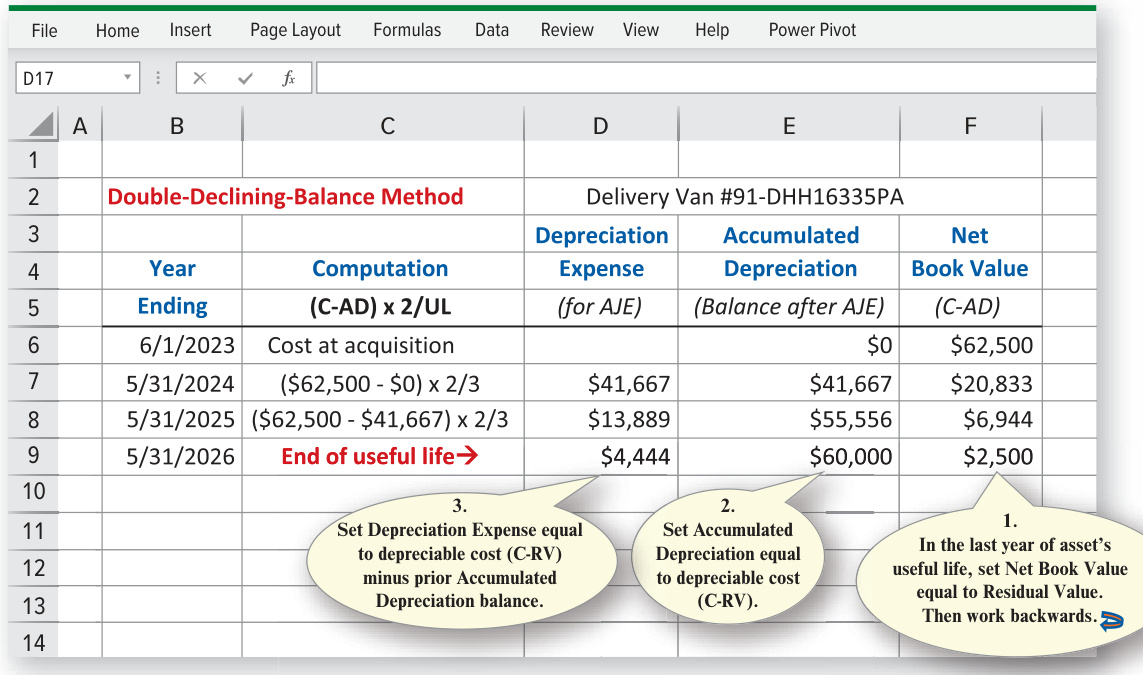 File Home Insert Page Layout Formulas Data Review View Help Power Pivot
D17 fx
A B C D E F
1
2 Double-Declining-Balance Method Delivery Van #91-DHH16335PA
3 Depreciation Accumulated Net
4 Year Computation Expense Depreciation Book Value
5 Ending (C-AD) x 2/UL (for AJE) (Balance after AJE) (C-AD)
6 6/1/2023 Cost at acquisition $0 $62,500
7 5/31/2024 ($62,500 - $0) x 2/3 $41,667 $41,667 $20,833
8 5/31/2025 ($62,500 - $41,667) x 2/3 $13,889 $55,556 $6,944
9 5/31/2026 End of useful life→ $4,444 $60,000 $2,500
10
11
12
13
14
3.
Set Depreciation Expense equal
to depreciable cost (C-RV)
minus prior Accumulated
Depreciation balance.
2.
Set Accumulated
Depreciation equal
to depreciable cost
(C-RV).
1.
In the last year of asset's
useful life, set Net Book Value
equal to Residual Value.
Then work backwards.